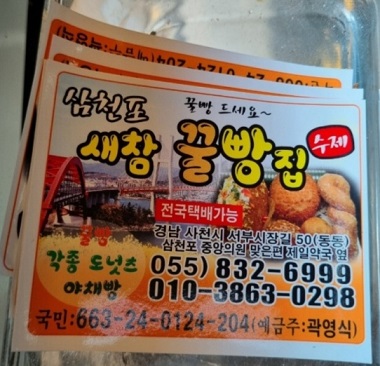 삼천포
꿀빵 드세요~
새참 꿀빵집
수제
전국택배가능
경남 사천시 서부시장길 50(동동)
삼천포 중앙의원 맞은편 제일약국 옆
꿀빵
각종 도넛츠
야채빵
055) 832-6999
010-3863-0298
국민:663-24-0124-204(예금주:곽영식)